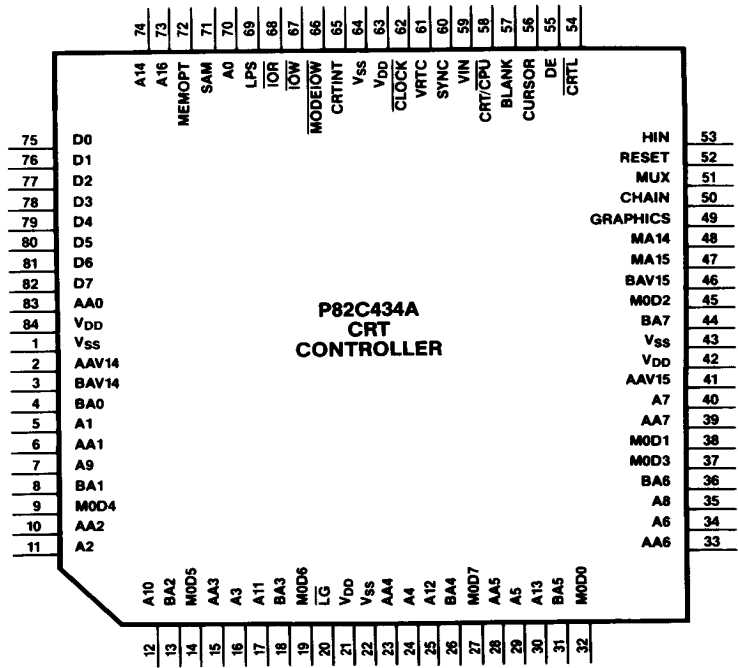 74 A14
73 A16
72 MEMOPT
71 SAM
70 A0
69 LPS
68 IOR
67 IOW
66 MODEIOW
65 CRTINT
64 VSS
63 VDD
62 CLOCK
61 VRTC
60 SYNC
59 VIN
58 CRT/CPU
57 BLANK
56 CURSOR
55 DE
54 CRTL
75 D0
76 D1
77 D2
78 D3
79 D4
80 D5
81 D6
82 D7
83 AA0
84 VDD
1 VSS
2 AAV14
3 BAV14
4 BA0
5 A1
6 AA1
7 A9
8 BA1
9 M0D4
10 AA2
11 A2
P82C434A
CRT
CONTROLLER
HIN 53
RESET 52
MUX 51
CHAIN 50
GRAPHICS 49
MA14 48
MA15 47
BAV15 46
M0D2 45
BA7 44
VSS 43
VDD 42
AAV15 41
A7 40
AA7 39
M0D1 38
M0D3 37
BA6 36
A8 35
A6 34
AA6 33
A10 12
BA2 13
M0D5 14
AA3 15
A3 16
A11 17
BA3 18
M0D6 19
LG 20
VDD 21
VSS 22
AA4 23
A4 24
A12 25
BA4 26
M0D7 27
AA5 28
A5 29
A13 30
BA5 31
M0D0 32